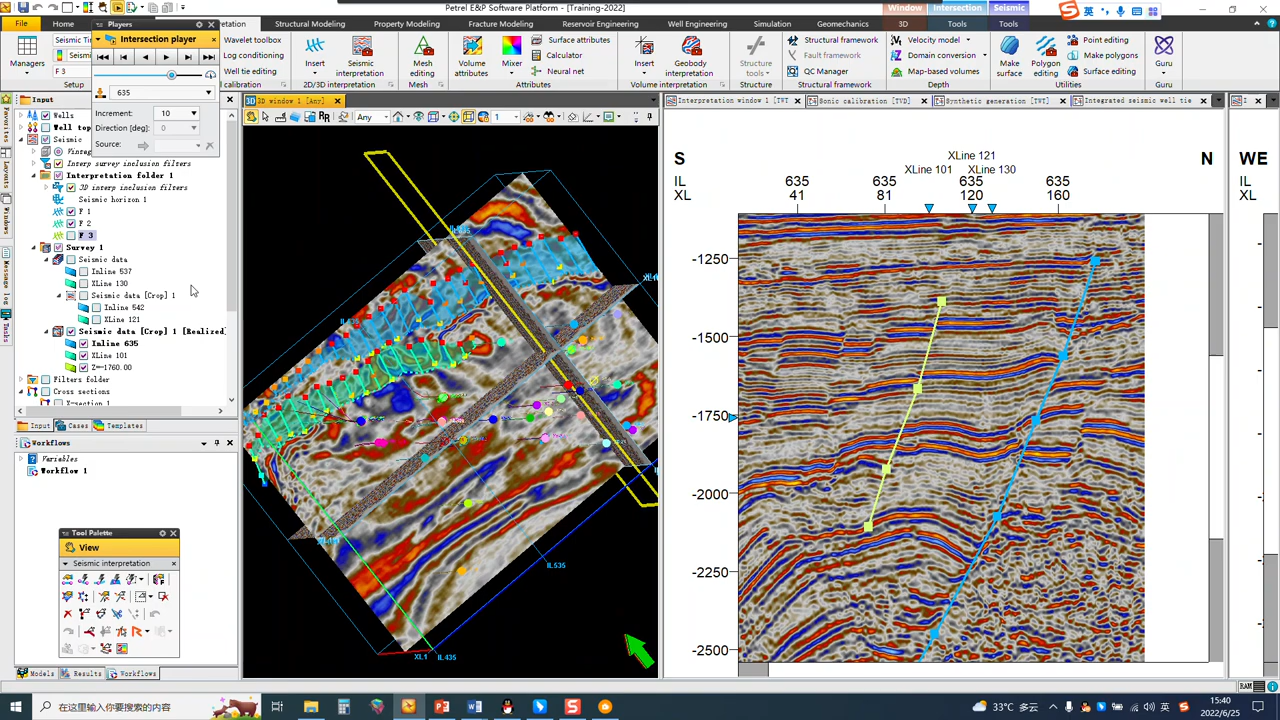 Petrel E&P Software Platform - [Training-2022]
Window
Intersection
Seismic
File
Home
Structural Modeling
Property Modeling
Fracture Modeling
Reservoir Engineering
Well Engineering
Simulation
Geomechanics
3D
Tools
Tools
Players
Intersection player
635
Increment:
10
Direction [deg]:
0
Source:
Managers
F 3
Setup
Wavelet toolbox
Well tie editing
Insert
Seismic
interpretation
2D/3D interpretation
Mesh
editing
Mesh
Volume
attributes
Mixer
Surface attributes
Calculator
Neural net
Attributes
Insert
Geobody
interpretation
Volume interpretation
Structure
tools
Structure
Structural framework
Fault framework
QC Manager
Structural framework
Velocity model
Domain conversion
Map-based volumes
Depth
Make
surface
Polygon
editing
Point editing
Make polygons
Surface editing
Utilities
Guru
Guru
Input
3D window 1 [Any]
Interpretation window 1 [TWT]
Sonic calibration [TVD]
Synthetic generation [TWT]
Integrated seismic well tie
Any
1
Wells
Well top
Seismic
Interp survey inclusion filters
Interpretation folder 1
3D interp inclusion filters
Seismic horizon 1
F 1
F 2
F 3
Survey 1
Seismic data
Inline 537
XLine 130
Seismic data [Crop] 1
Inline 542
XLine 121
Seismic data [Crop] 1 [Realized]
Inline 635
XLine 101
Z=-1760.00
Filters folder
Cross sections
Input
Cases
Templates
Workflows
Variables
Workflow 1
Tool Palette
View
Seismic interpretation
Models
Results
Workflows
IL535
XL1
IL435
S
XLine 121
N
WE
XLine 101
XLine 130
IL
635
635
635
635
IL
XL
41
81
120
160
XL
-1250
-1500
-1750
-2000
-2250
-2500
RAM
在这里输入你要搜索的内容
33°C 多云
英
15:40
2022/6/25